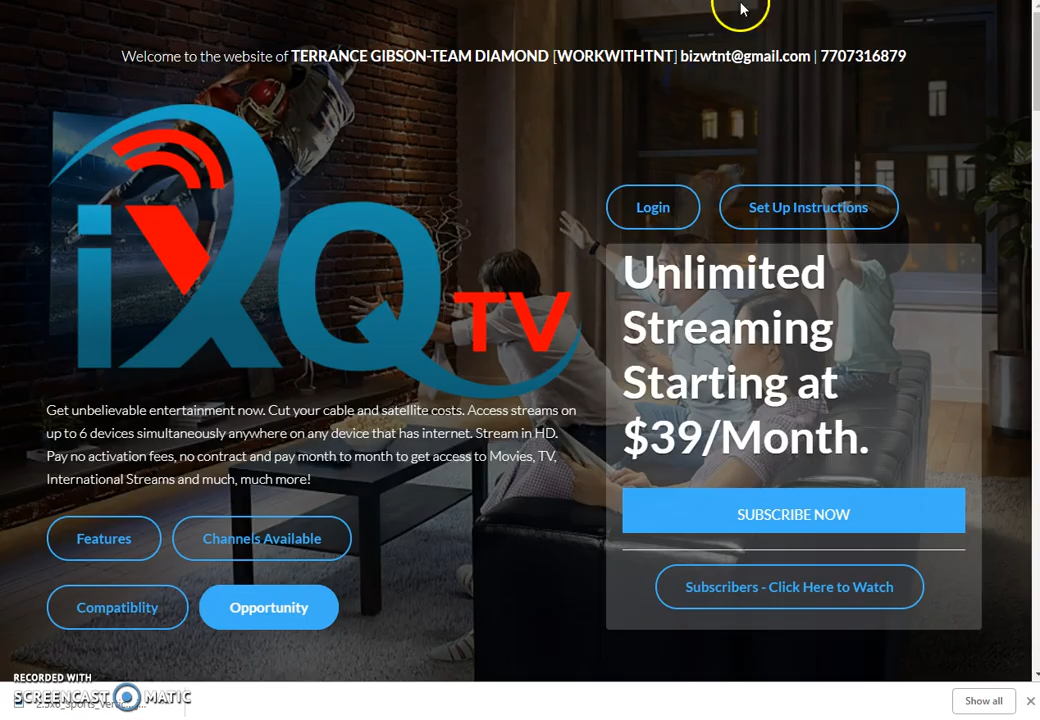 Welcome to the website of TERRANCE GIBSON-TEAM DIAMOND [WORKWITHTNT] bizwtnt@gmail.com | 7707316879
iXQ TV
Login
Set Up Instructions
Unlimited
Streaming
Starting at
$39/Month.
SUBSCRIBE NOW
Subscribers - Click Here to Watch
Get unbelievable entertainment now. Cut your cable and satellite costs. Access streams on
up to 6 devices simultaneously anywhere on any device that has internet. Stream in HD.
Pay no activation fees, no contract and pay month to month to get access to Movies, TV,
International Streams and much, much more!
Features
Channels Available
Compatiblity
Opportunity
RECORDED WITH
SCREENCAST MATIC
Show all